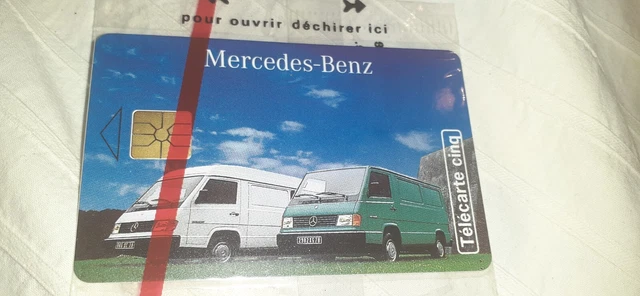 pour ouvrir déchirer ici
Mercedes-Benz
Télécarte cinq